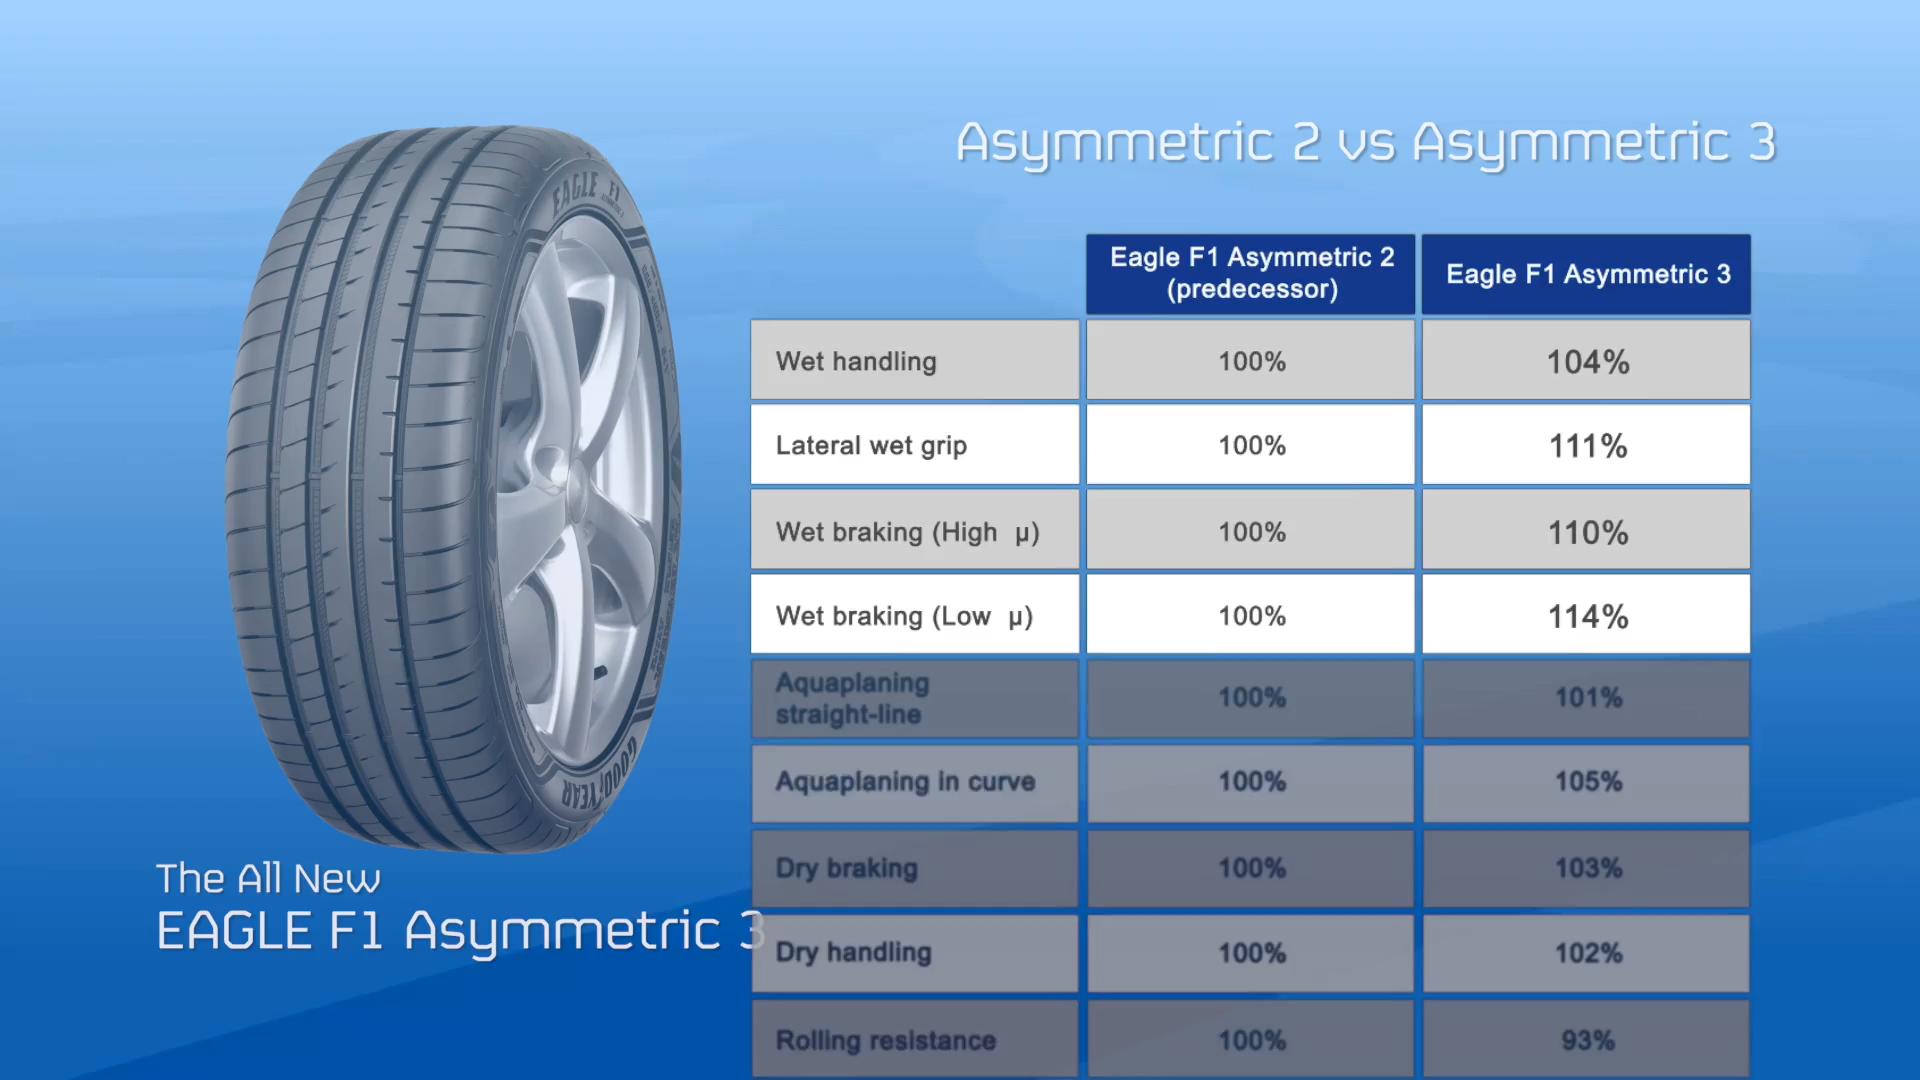 Asymmetric 2 vs Asymmetric 3
EAGLE F1
GOODYEAR
The All New
EAGLE F1 Asymmetric 3
Eagle F1 Asymmetric 2
(predecessor)
Eagle F1 Asymmetric 3
Wet handling 100% 104%
Lateral wet grip 100% 111%
Wet braking (High μ) 100% 110%
Wet braking (Low μ) 100% 114%
Aquaplaning
straight-line 100% 101%
Aquaplaning in curve 100% 105%
Dry braking 100% 103%
Dry handling 100% 102%
Rolling resistance 100% 93%